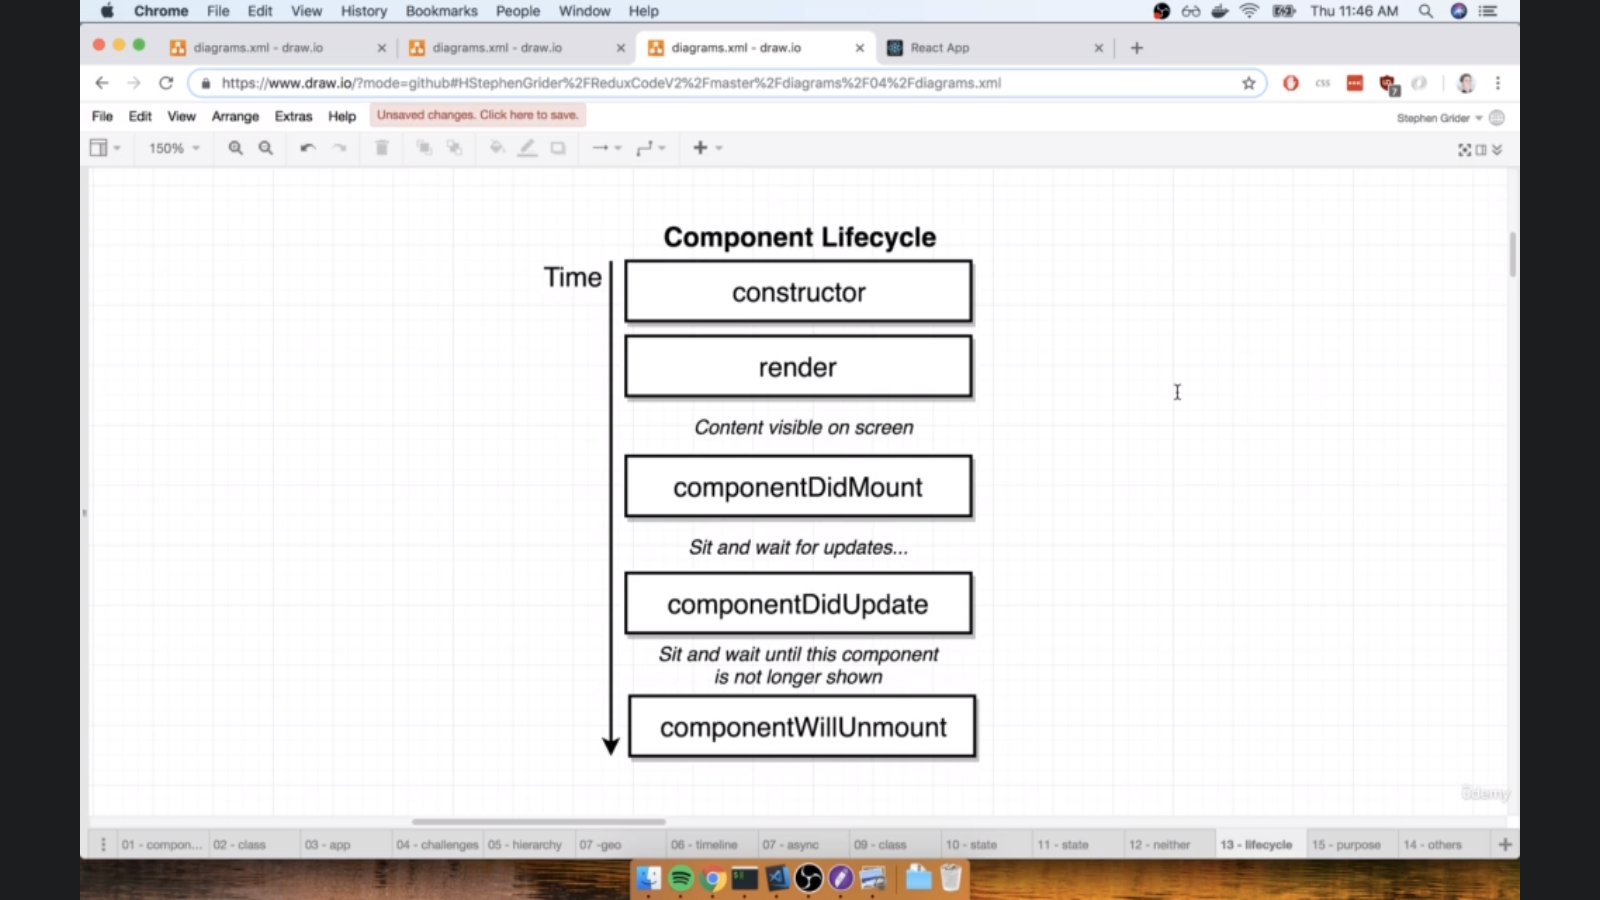 Chrome File Edit View History Bookmarks People Window Help Thu 11:46 AM
diagrams.xml - draw.io diagrams.xml - draw.io diagrams.xml - draw.io React App
https://www.draw.io/?mode=github#HStephenGrider%2FReduxCodeV2%2Fmaster%2Fdiagrams%2F04%2Fdiagrams.xml css 7
File Edit View Arrange Extras Help Unsaved changes. Click here to save. Stephen Grider
150%
Component Lifecycle
Time
constructor
render
Content visible on screen
componentDidMount
Sit and wait for updates...
componentDidUpdate
Sit and wait until this component
is not longer shown
componentWillUnmount
ûdemy
01 - compon... 02 - class 03 - app 04 - challenges 05 - hierarchy 07 -geo 06 - timeline 07 - async 09 - class 10 - state 11 - state 12 - neither 13 - lifecycle 15 - purpose 14 - others